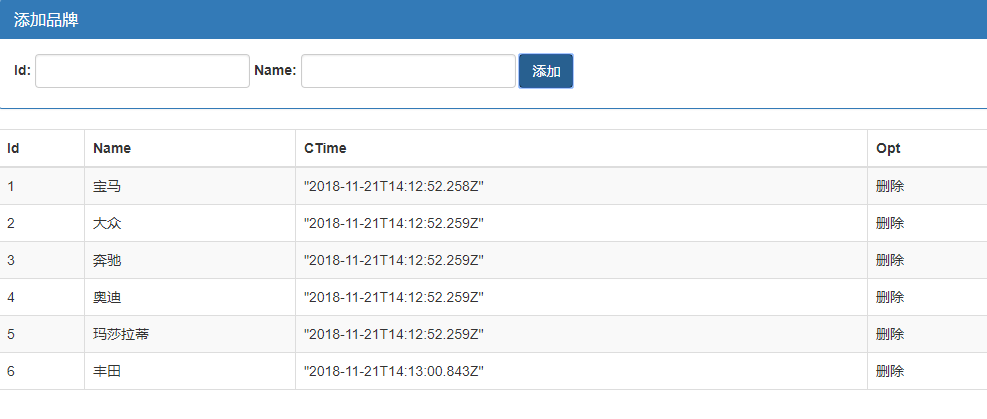 添加品牌
Id: Name: 添加
Id Name CTime Opt
1 宝马 "2018-11-21T14:12:52.258Z" 删除
2 大众 "2018-11-21T14:12:52.259Z" 删除
3 奔驰 "2018-11-21T14:12:52.259Z" 删除
4 奥迪 "2018-11-21T14:12:52.259Z" 删除
5 玛莎拉蒂 "2018-11-21T14:12:52.259Z" 删除
6 丰田 "2018-11-21T14:13:00.843Z" 删除